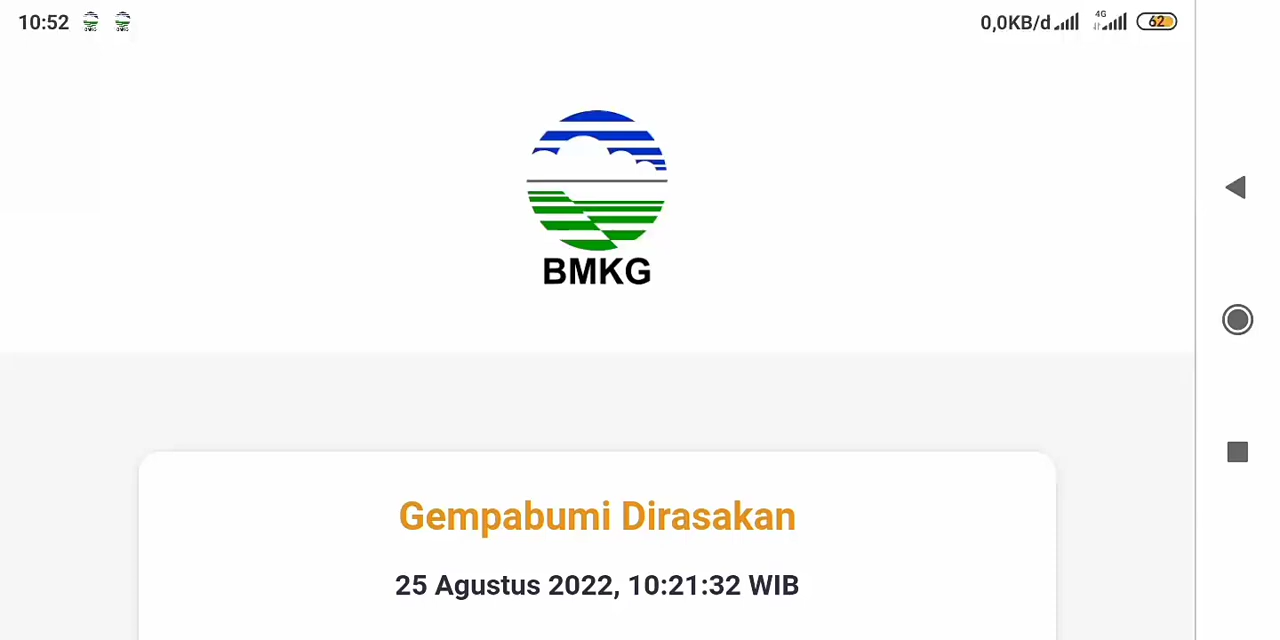 10:52
0,0KB/d
4G
62
BMKG
Gempabumi Dirasakan
25 Agustus 2022, 10:21:32 WIB